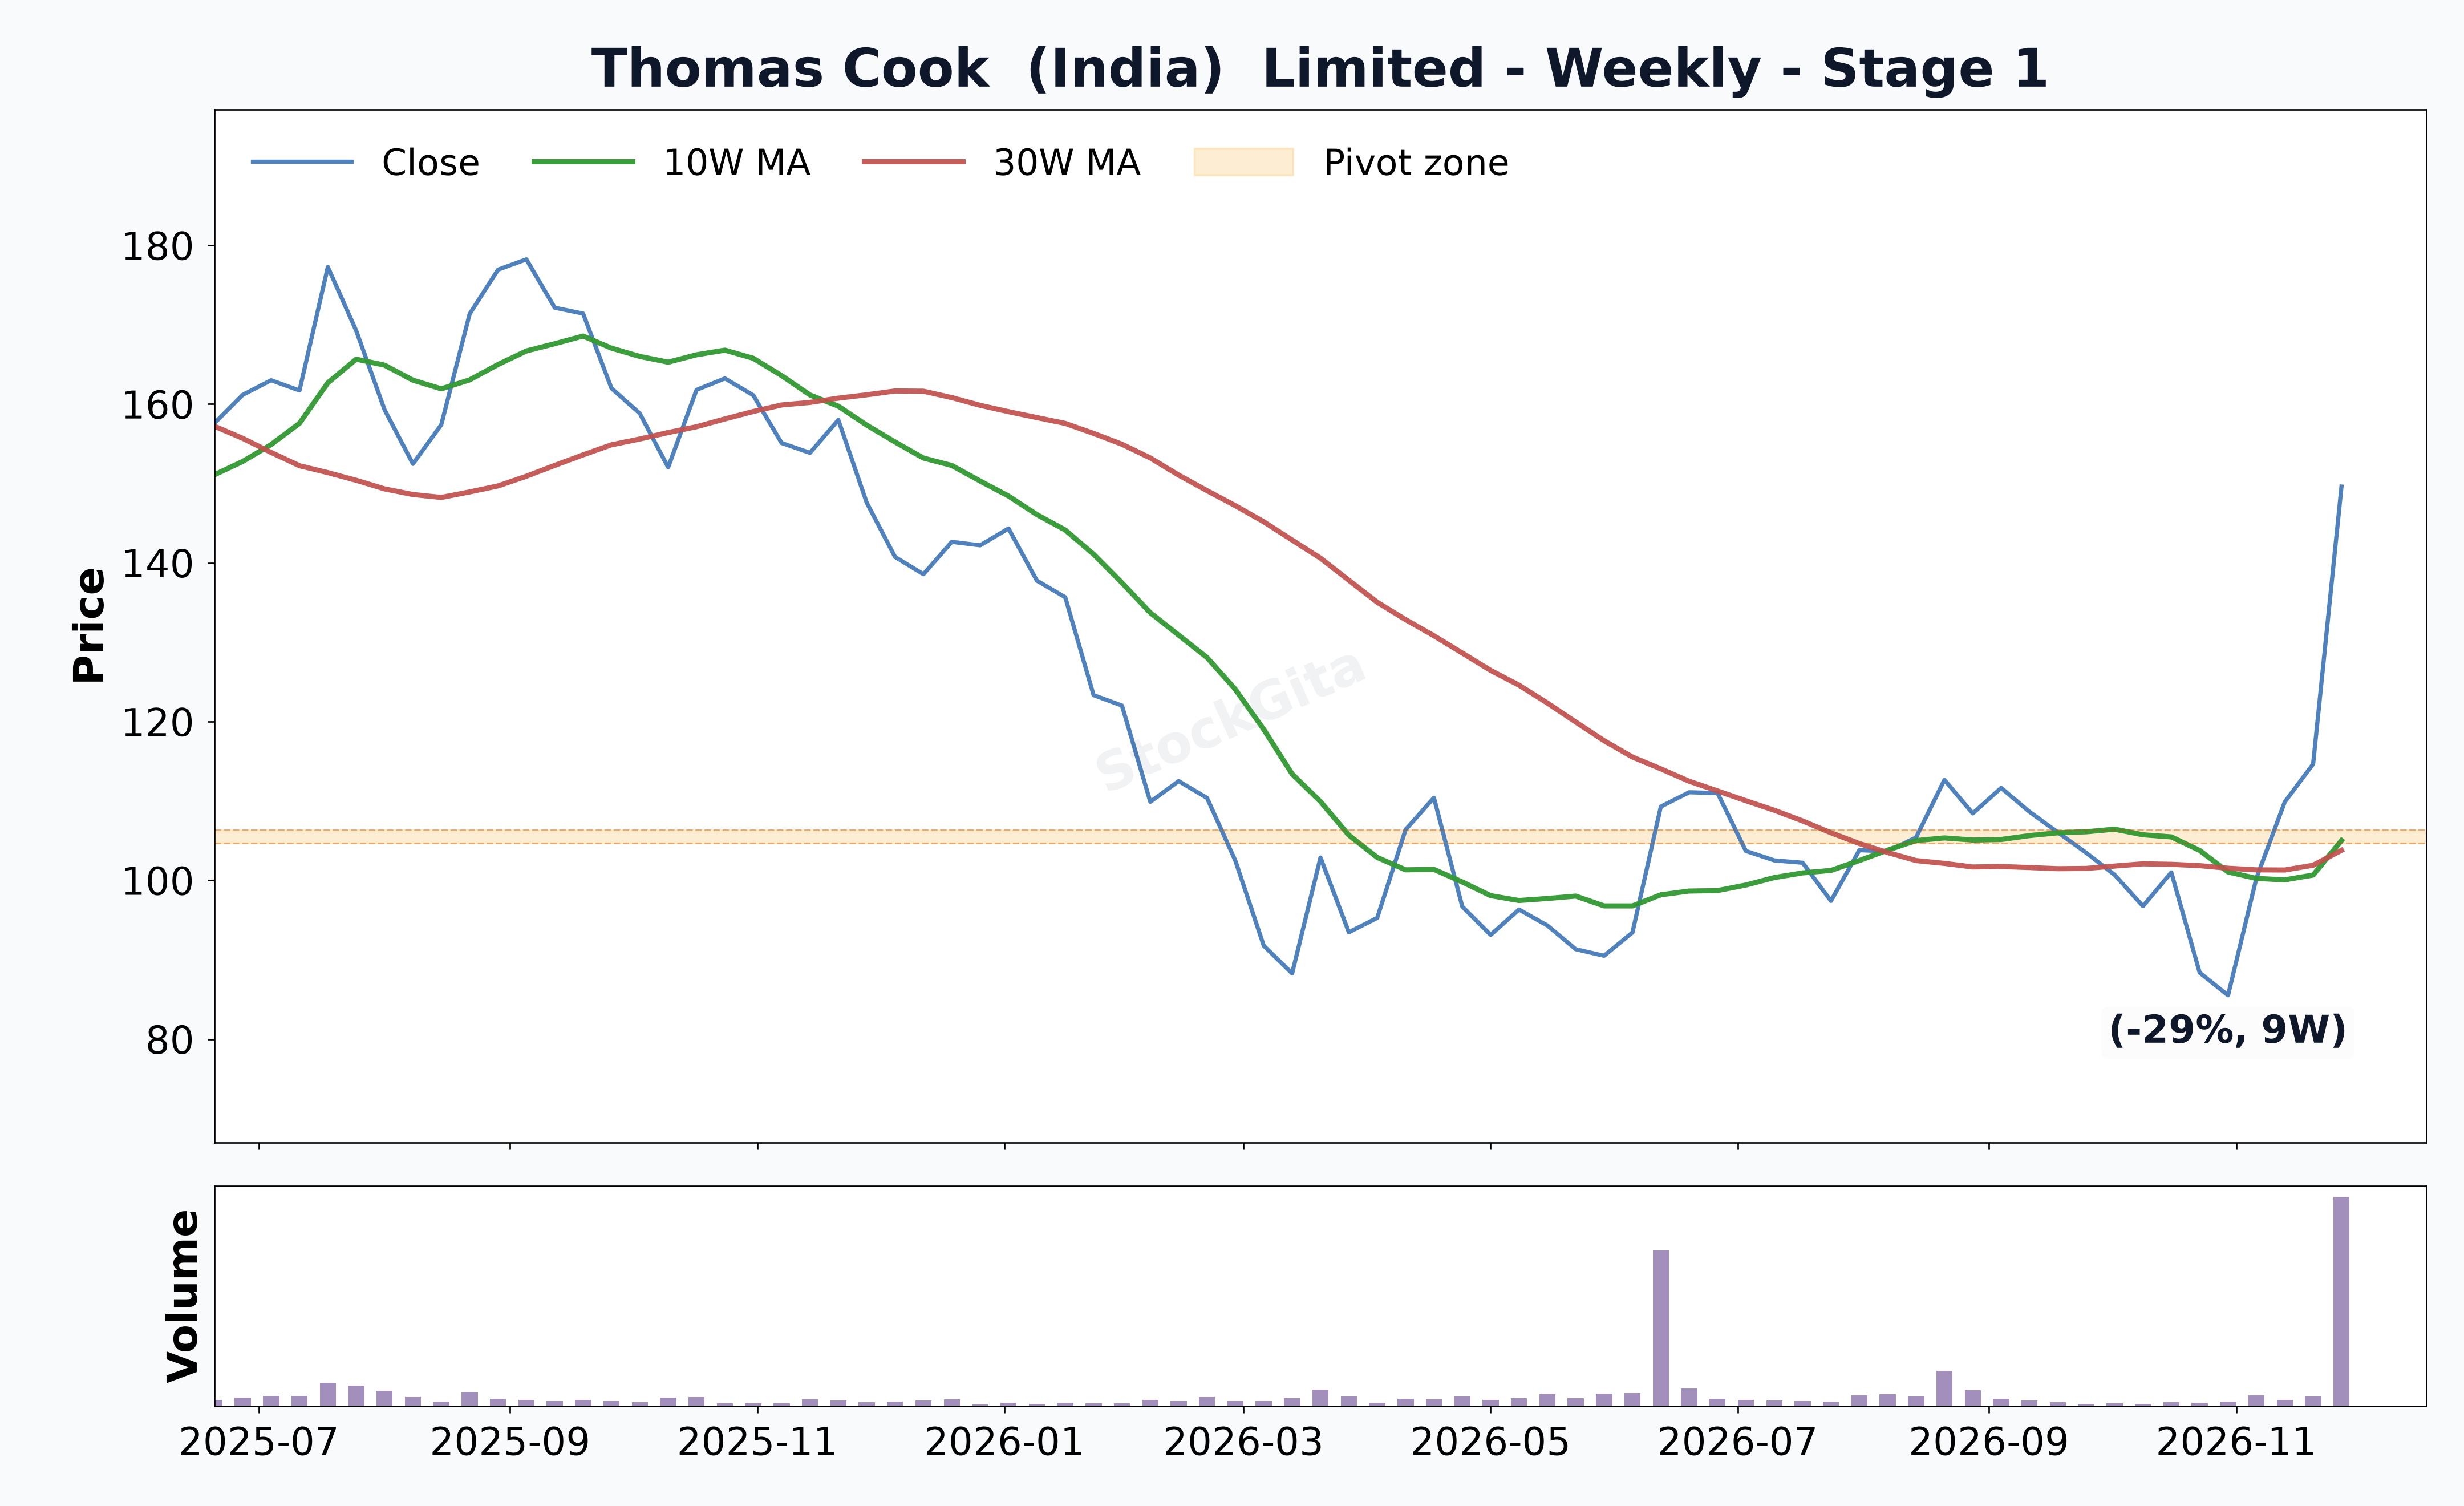 Thomas Cook  (India)  Limited - Weekly - Stage 1
Close 10W MA 30W MA Pivot zone
180
160
140
120
100
80
Price
StockGita
(-29%, 9W)
Volume
2025-07 2025-09 2025-11 2026-01 2026-03 2026-05 2026-07 2026-09 2026-11